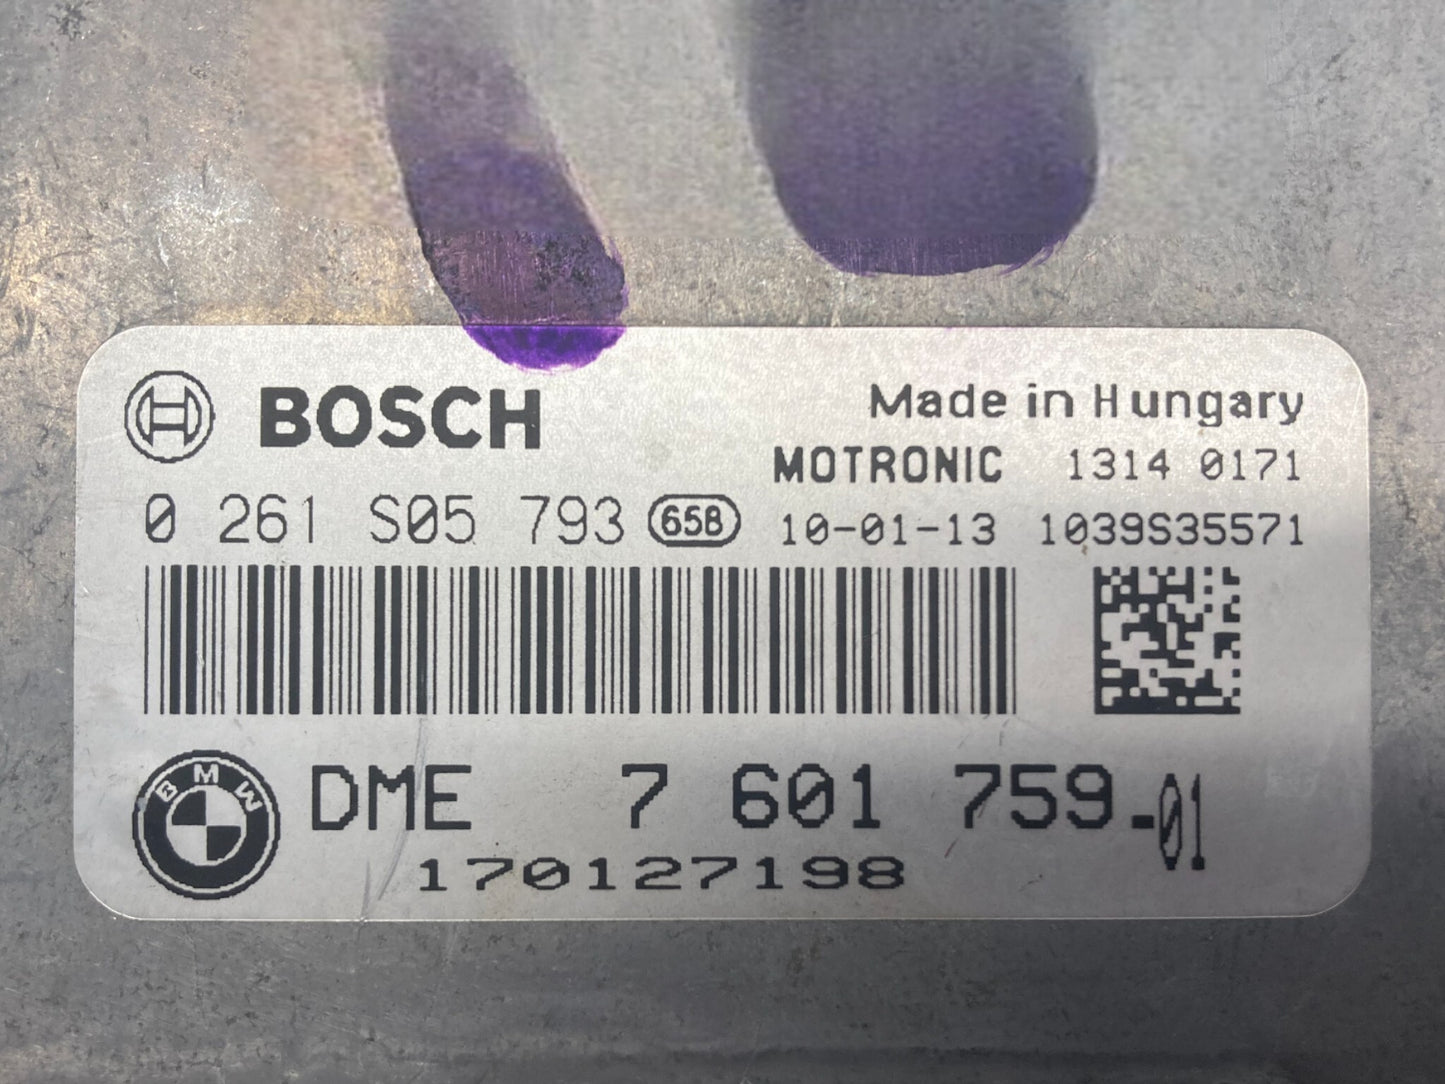 BOSCH
Made in Hungary
MOTRONIC 1314 0171
0 261 S05 793 658 10-01-13 1039S35571
BMW
DME 7 601 759-01
170127198